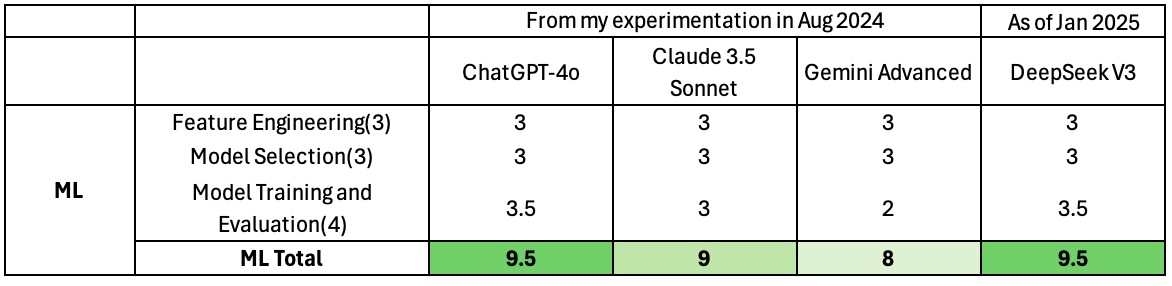 From my experimentation in Aug 2024 As of Jan 2025
ChatGPT-4o Claude 3.5 Sonnet Gemini Advanced DeepSeek V3
ML
Feature Engineering(3) 3 3 3 3
Model Selection(3) 3 3 3 3
Model Training and
Evaluation(4) 3.5 3 2 3.5
ML Total 9.5 9 8 9.5